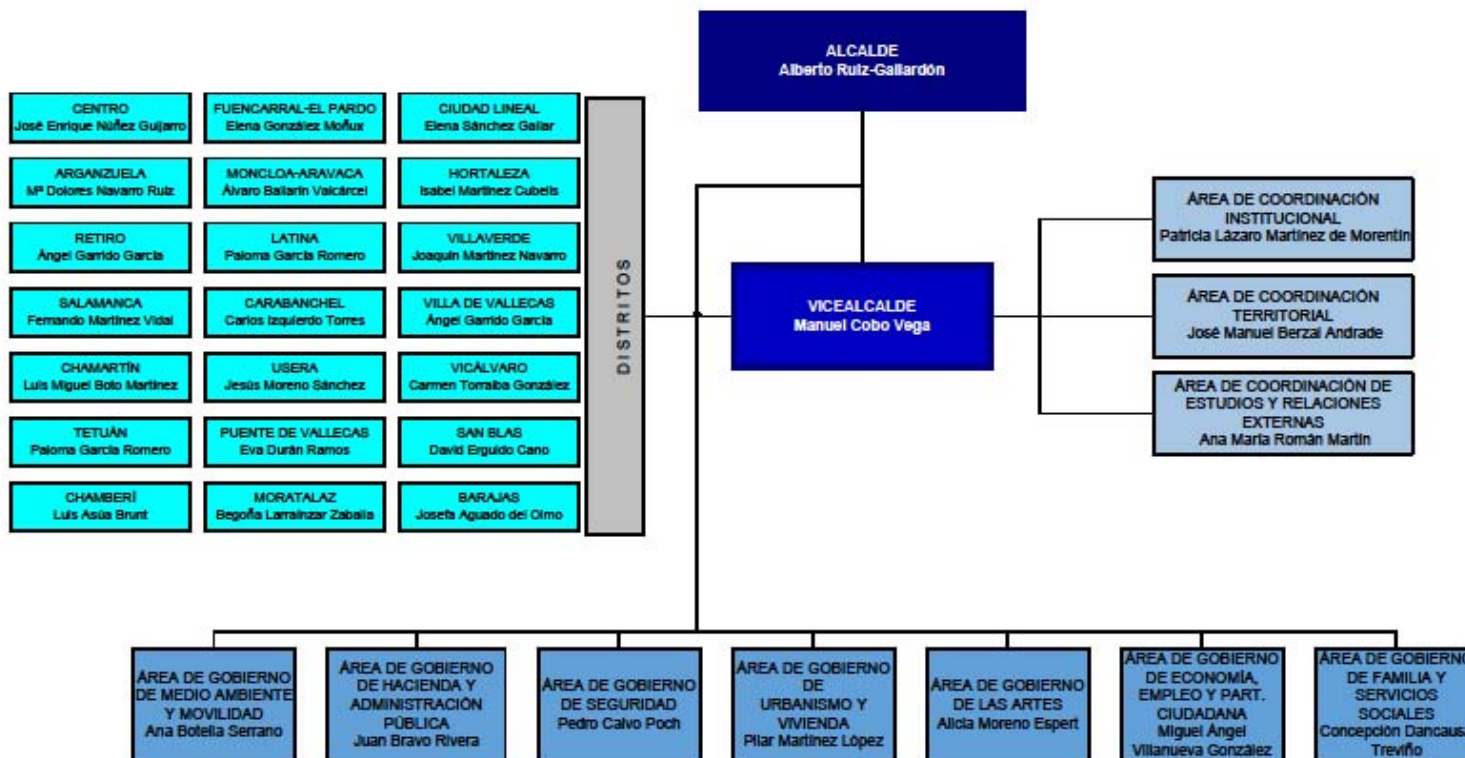 ALCALDE
Alberto Ruiz-Gallardón
CENTRO
José Enrique Núñez Guijarro
FUENCARRAL-EL PARDO
Elena González Moñux
CIUDAD LINEAL
Elena Sánchez Gallar
ARGANZUELA
Mª Dolores Navarro Ruiz
MONCLOA-ARAVACA
Álvaro Ballarín Valcárcel
HORTALEZA
Isabel Martínez Cubells
RETIRO
Ángel Garrido García
LATINA
Paloma García Romero
VILLAVERDE
Joaquín Martínez Navarro
SALAMANCA
Fernando Martínez Vidal
CARABANCHEL
Carlos Izquierdo Torres
VILLA DE VALLECAS
Ángel Garrido García
CHAMARTÍN
Luis Miguel Boto Martínez
USERA
Jesús Moreno Sánchez
VICÁLVARO
Carmen Torralba González
TETUÁN
Paloma García Romero
PUENTE DE VALLECAS
Eva Durán Ramos
SAN BLAS
David Erguido Cano
CHAMBERÍ
Luis Asúa Brunt
MORATALAZ
Begoña Larrainzar Zaballa
BARAJAS
Josefa Aguado del Olmo
DISTRITOS
VICEALCALDE
Manuel Cobo Vega
ÁREA DE COORDINACIÓN
INSTITUCIONAL
Patricia Lázaro Martínez de Morentin
ÁREA DE COORDINACIÓN
TERRITORIAL
José Manuel Berzal Andrade
ÁREA DE COORDINACIÓN DE
ESTUDIOS Y RELACIONES
EXTERNAS
Ana María Román Martín
ÁREA DE GOBIERNO
DE MEDIO AMBIENTE
Y MOVILIDAD
Ana Botella Serrano
ÁREA DE GOBIERNO
DE HACIENDA Y
ADMINISTRACIÓN
PÚBLICA
Juan Bravo Rivera
ÁREA DE GOBIERNO
DE SEGURIDAD
Pedro Calvo Poch
ÁREA DE GOBIERNO
DE
URBANISMO Y
VIVIENDA
Pilar Martínez López
ÁREA DE GOBIERNO
DE LAS ARTES
Alicia Moreno Espert
ÁREA DE GOBIERNO
DE ECONOMÍA,
EMPLEO Y PART.
CIUDADANA
Miguel Ángel
Villanueva González
ÁREA DE GOBIERNO
DE FAMILIA Y
SERVICIOS
SOCIALES
Concepción Dancausa
Treviño